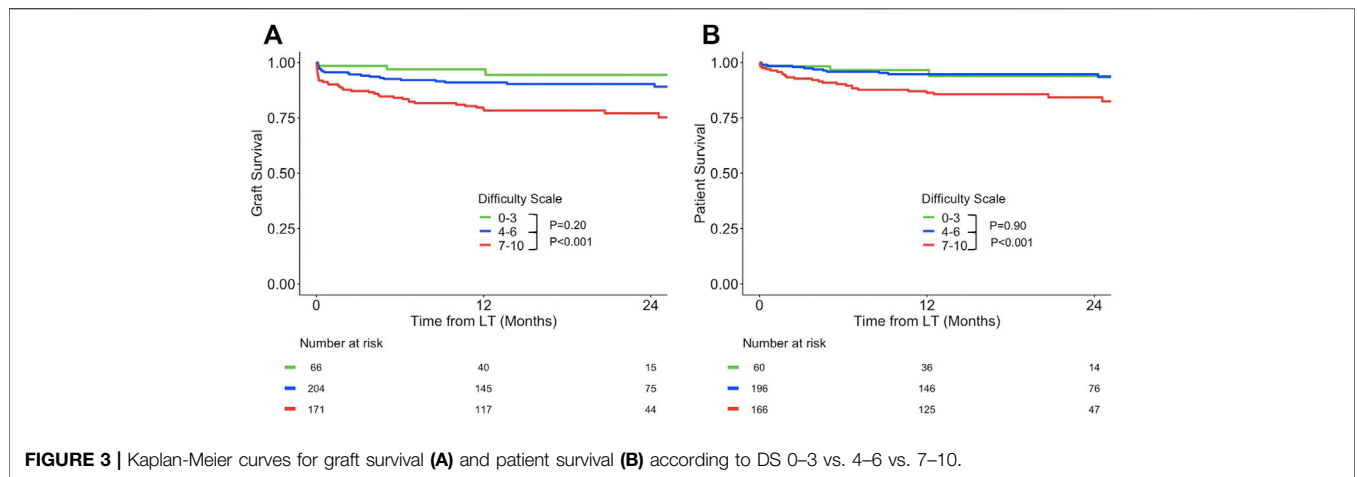 A
1.00
0.75
0.50
0.25
0.00
Graft Survival
Difficulty Scale
0-3
4-6
7-10
P=0.20
P<0.001
0
12
24
Time from LT (Months)
Number at risk
66 40 15
204 145 75
171 117 44
B
1.00
0.75
0.50
0.25
0.00
Patient Survival
Difficulty Scale
0-3
4-6
7-10
P=0.90
P<0.001
0
12
24
Time from LT (Months)
Number at risk
60 36 14
196 146 76
166 125 47
FIGURE 3 | Kaplan-Meier curves for graft survival (A) and patient survival (B) according to DS 0–3 vs. 4–6 vs. 7–10.